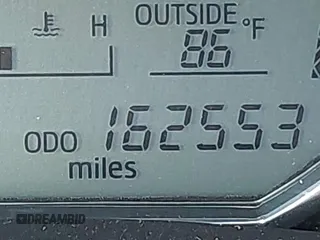 H
OUTSIDE
86 °F
ODO 162553
miles
DREAMBID